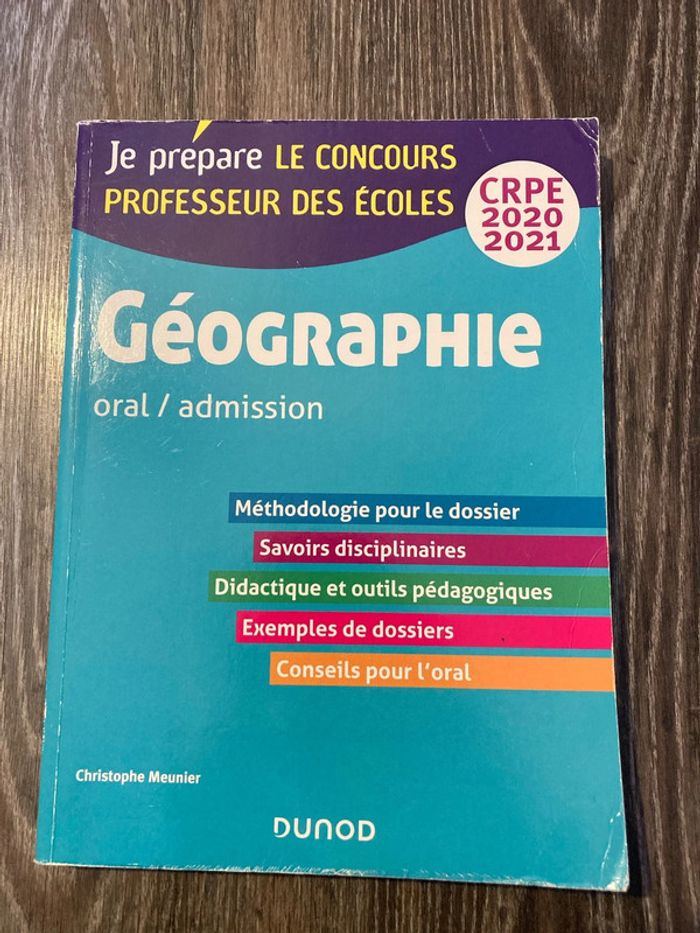 Je prépare LE CONCOURS
PROFESSEUR DES ÉCOLES
CRPE
2020
2021
GÉOGRAPHIE
oral / admission
Méthodologie pour le dossier
Savoirs disciplinaires
Didactique et outils pédagogiques
Exemples de dossiers
Conseils pour l'oral
Christophe Meunier
DUNOD